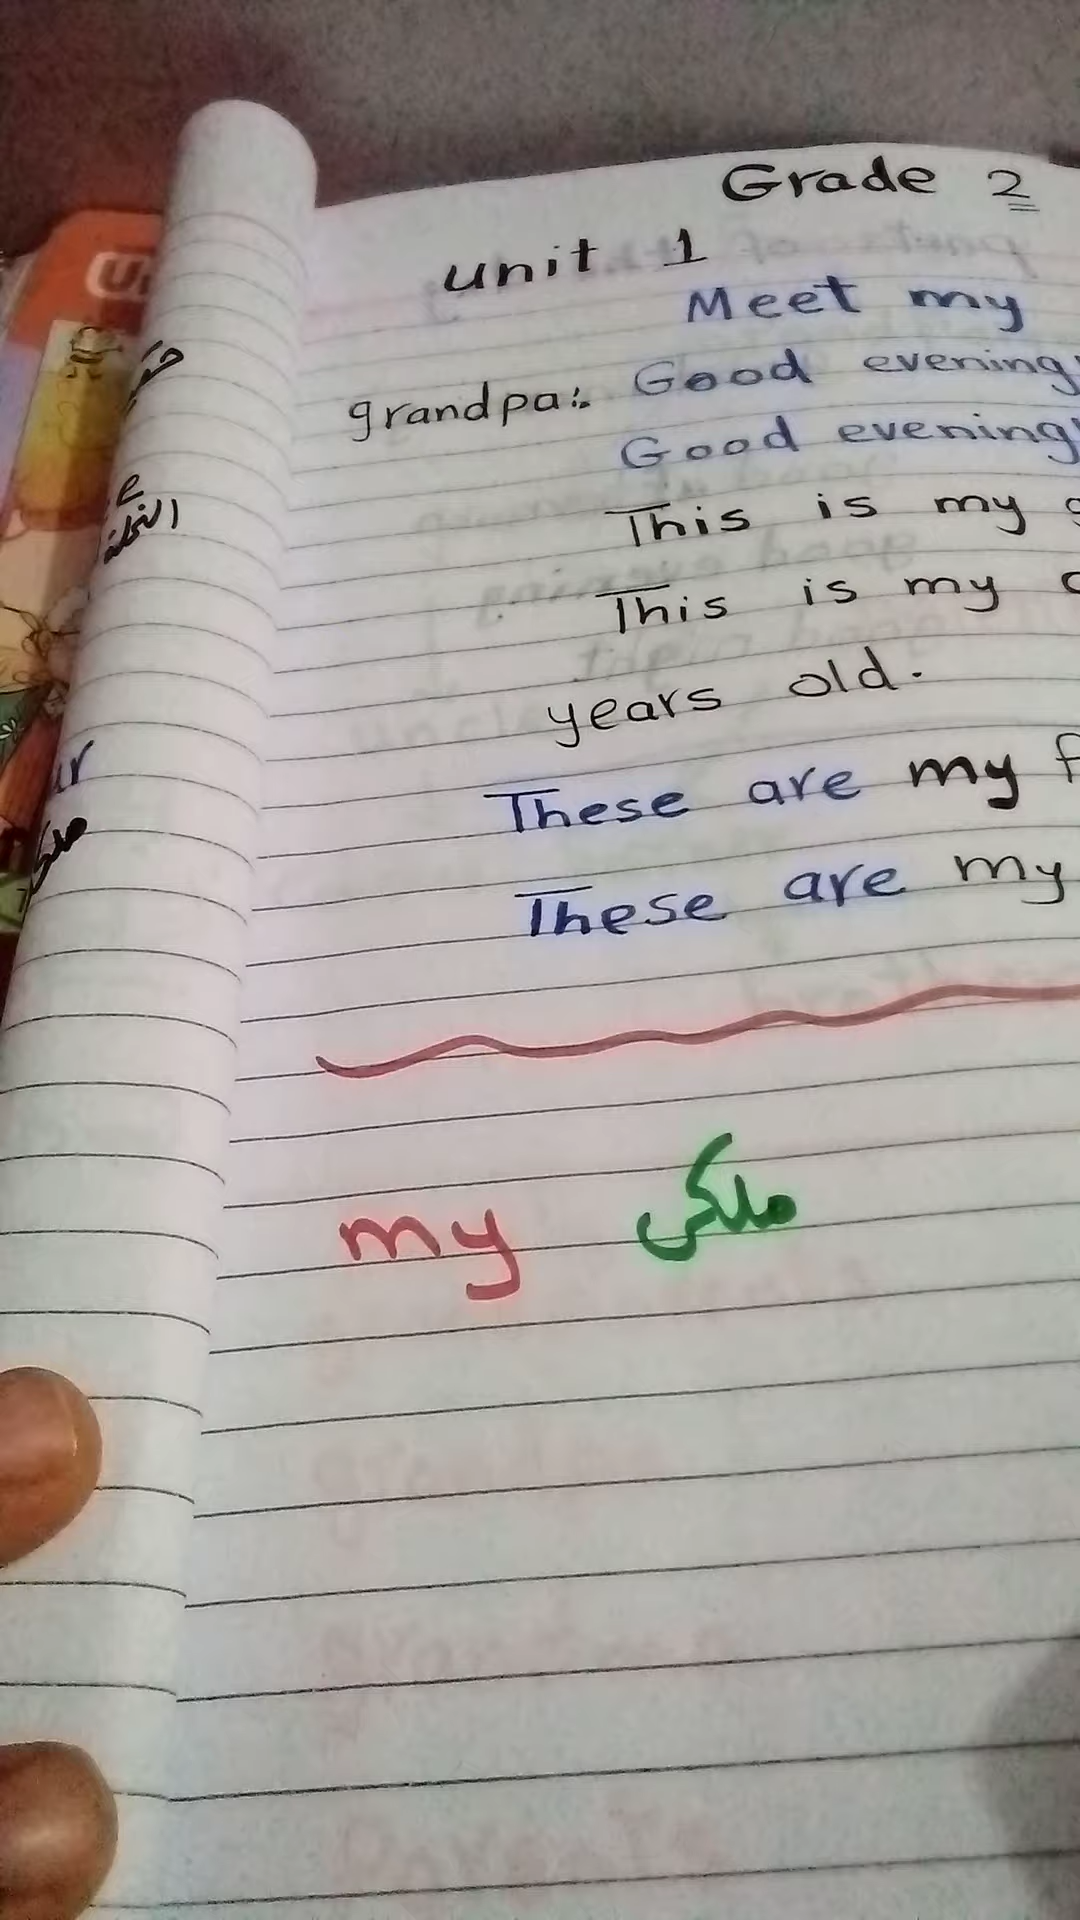 Grade 2
unit 1
Meet my
grandpa: Good evening
Good evening
This is my
This is my
years old.
These are my
These are my
my ملكى
النحلة